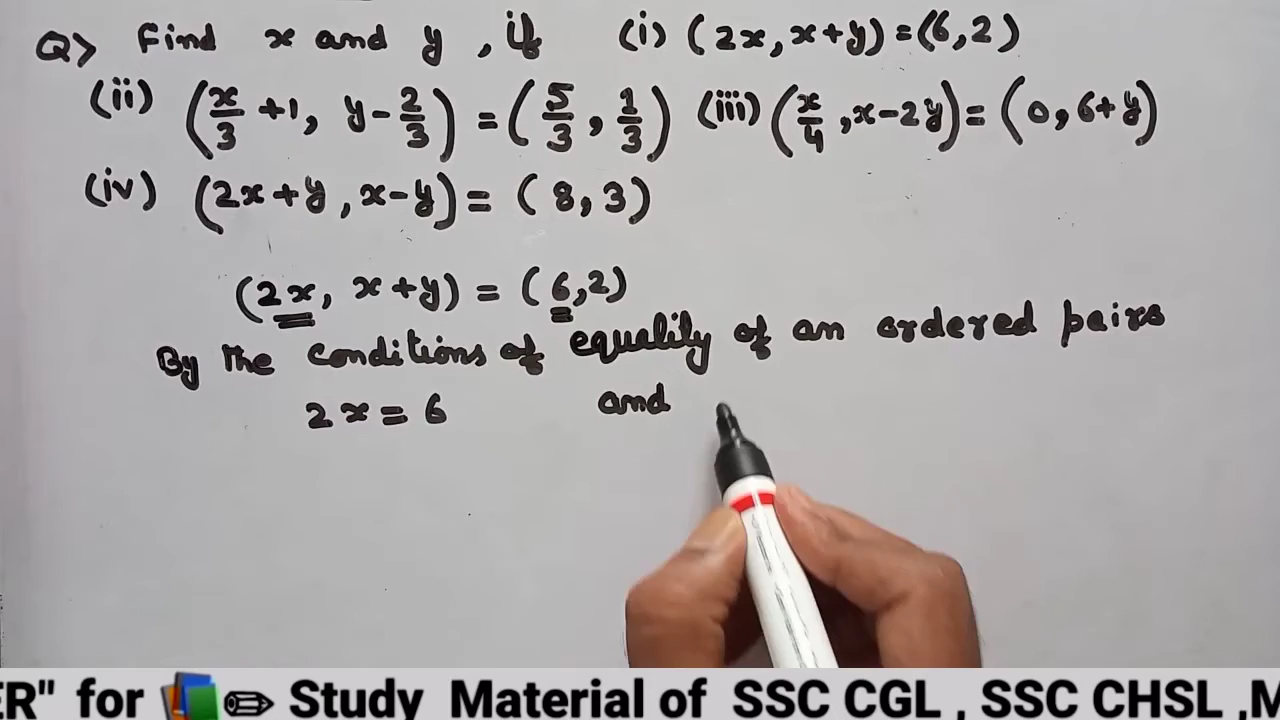 Q> Find x and y, if (i) (2x, x+y) = (6,2)
(ii) (x/3 +1, y-2/3) = (5/3, 1/3) (iii) (x/4, x-2y) = (0, 6+y)
(iv) (2x+y, x-y) = (8,3)
(2x, x+y) = (6,2)
By the conditions of equality of an ordered pairs
2x = 6 and
ER" for Study Material of SSC CGL , SSC CHSL ,M